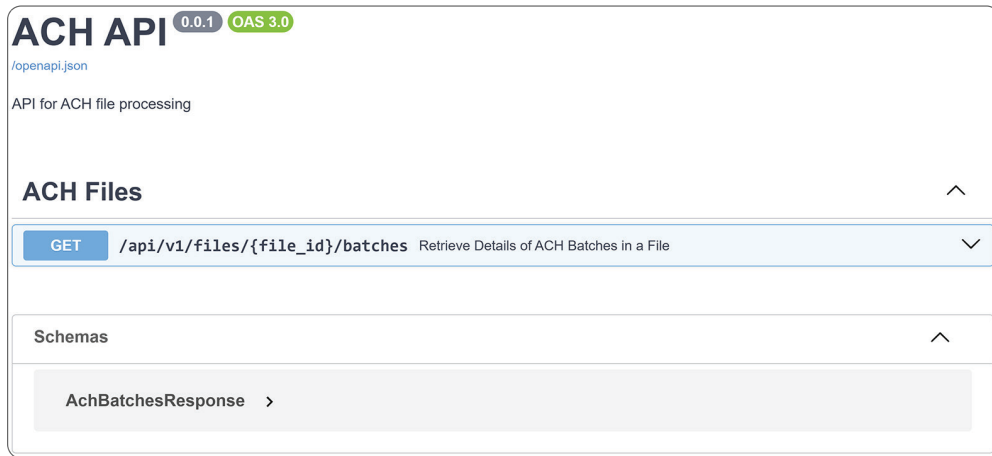 ACH API 0.0.1 OAS 3.0
/openapi.json
API for ACH file processing
ACH Files
GET /api/v1/files/{file_id}/batches Retrieve Details of ACH Batches in a File
Schemas
AchBatchesResponse